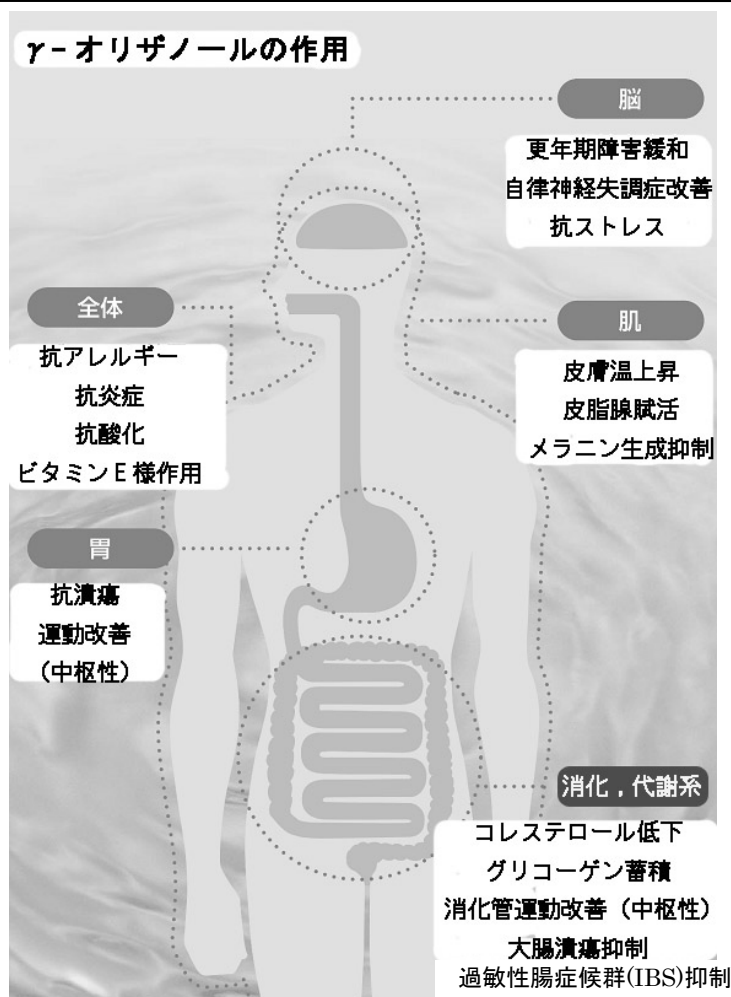 γ-オリザノールの作用
脳
更年期障害緩和
自律神経失調症改善
抗ストレス
全体
抗アレルギー
抗炎症
抗酸化
ビタミンE様作用
肌
皮膚温上昇
皮脂腺賦活
メラニン生成抑制
胃
抗潰瘍
運動改善
(中枢性)
消化，代謝系
コレステロール低下
グリコーゲン蓄積
消化管運動改善（中枢性）
大腸潰瘍抑制
過敏性腸症候群(IBS)抑制